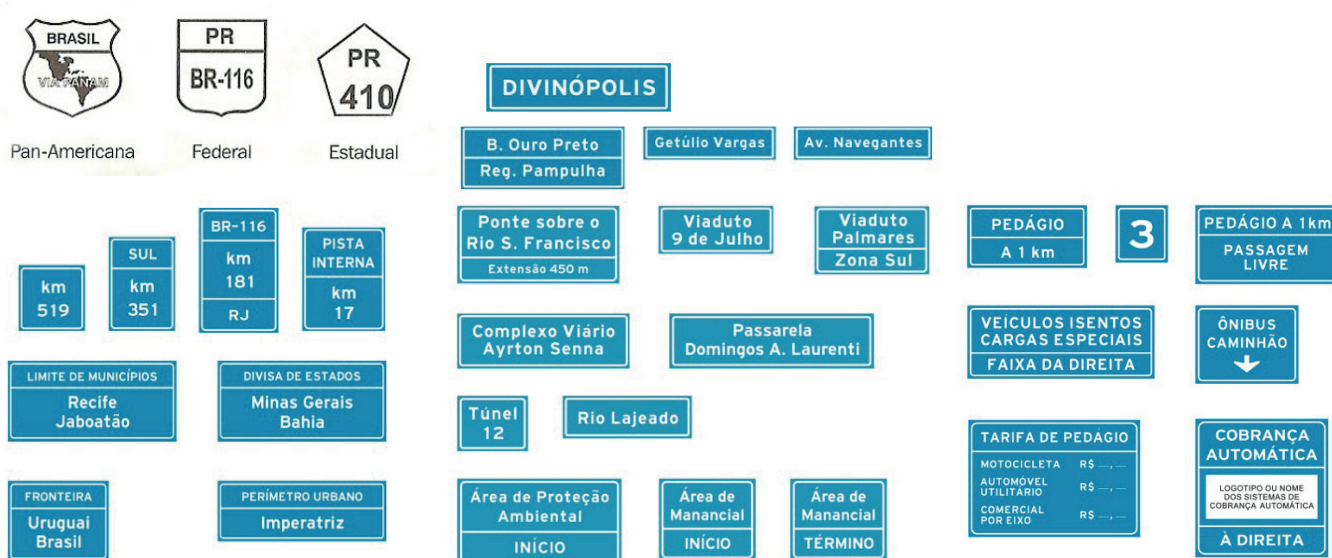 BRASIL
VIA PANAM
Pan-Americana
PR
BR-116
Federal
PR
410
Estadual
km
519
SUL
km
351
BR-116
km
181
RJ
PISTA
INTERNA
km
17
LIMITE DE MUNICÍPIOS
Recife
Jaboatão
DIVISA DE ESTADOS
Minas Gerais
Bahia
FRONTEIRA
Uruguai
Brasil
PERÍMETRO URBANO
Imperatriz
DIVINÓPOLIS
B. Ouro Preto
Reg. Pampulha
Getúlio Vargas
Av. Navegantes
Ponte sobre o
Rio S. Francisco
Extensão 450 m
Viaduto
9 de Julho
Viaduto
Palmares
Zona Sul
Complexo Viário
Ayrton Senna
Passarela
Domingos A. Laurenti
Túnel
12
Rio Lajeado
Área de Proteção
Ambiental
INÍCIO
Área de
Manancial
INÍCIO
Área de
Manancial
TÉRMINO
PEDÁGIO
A 1 km
3
PEDÁGIO A 1km
PASSAGEM
LIVRE
VEÍCULOS ISENTOS
CARGAS ESPECIAIS
FAIXA DA DIREITA
ÔNIBUS
CAMINHÃO
TARIFA DE PEDÁGIO
MOTOCICLETA R$ —,—
AUTOMÓVEL
UTILITARIO R$ —,—
COMERCIAL
POR EIXO R$ —,—
COBRANÇA
AUTOMÁTICA
LOGOTIPO OU NOME
DOS SISTEMAS DE
COBRANÇA AUTOMÁTICA
À DIREITA